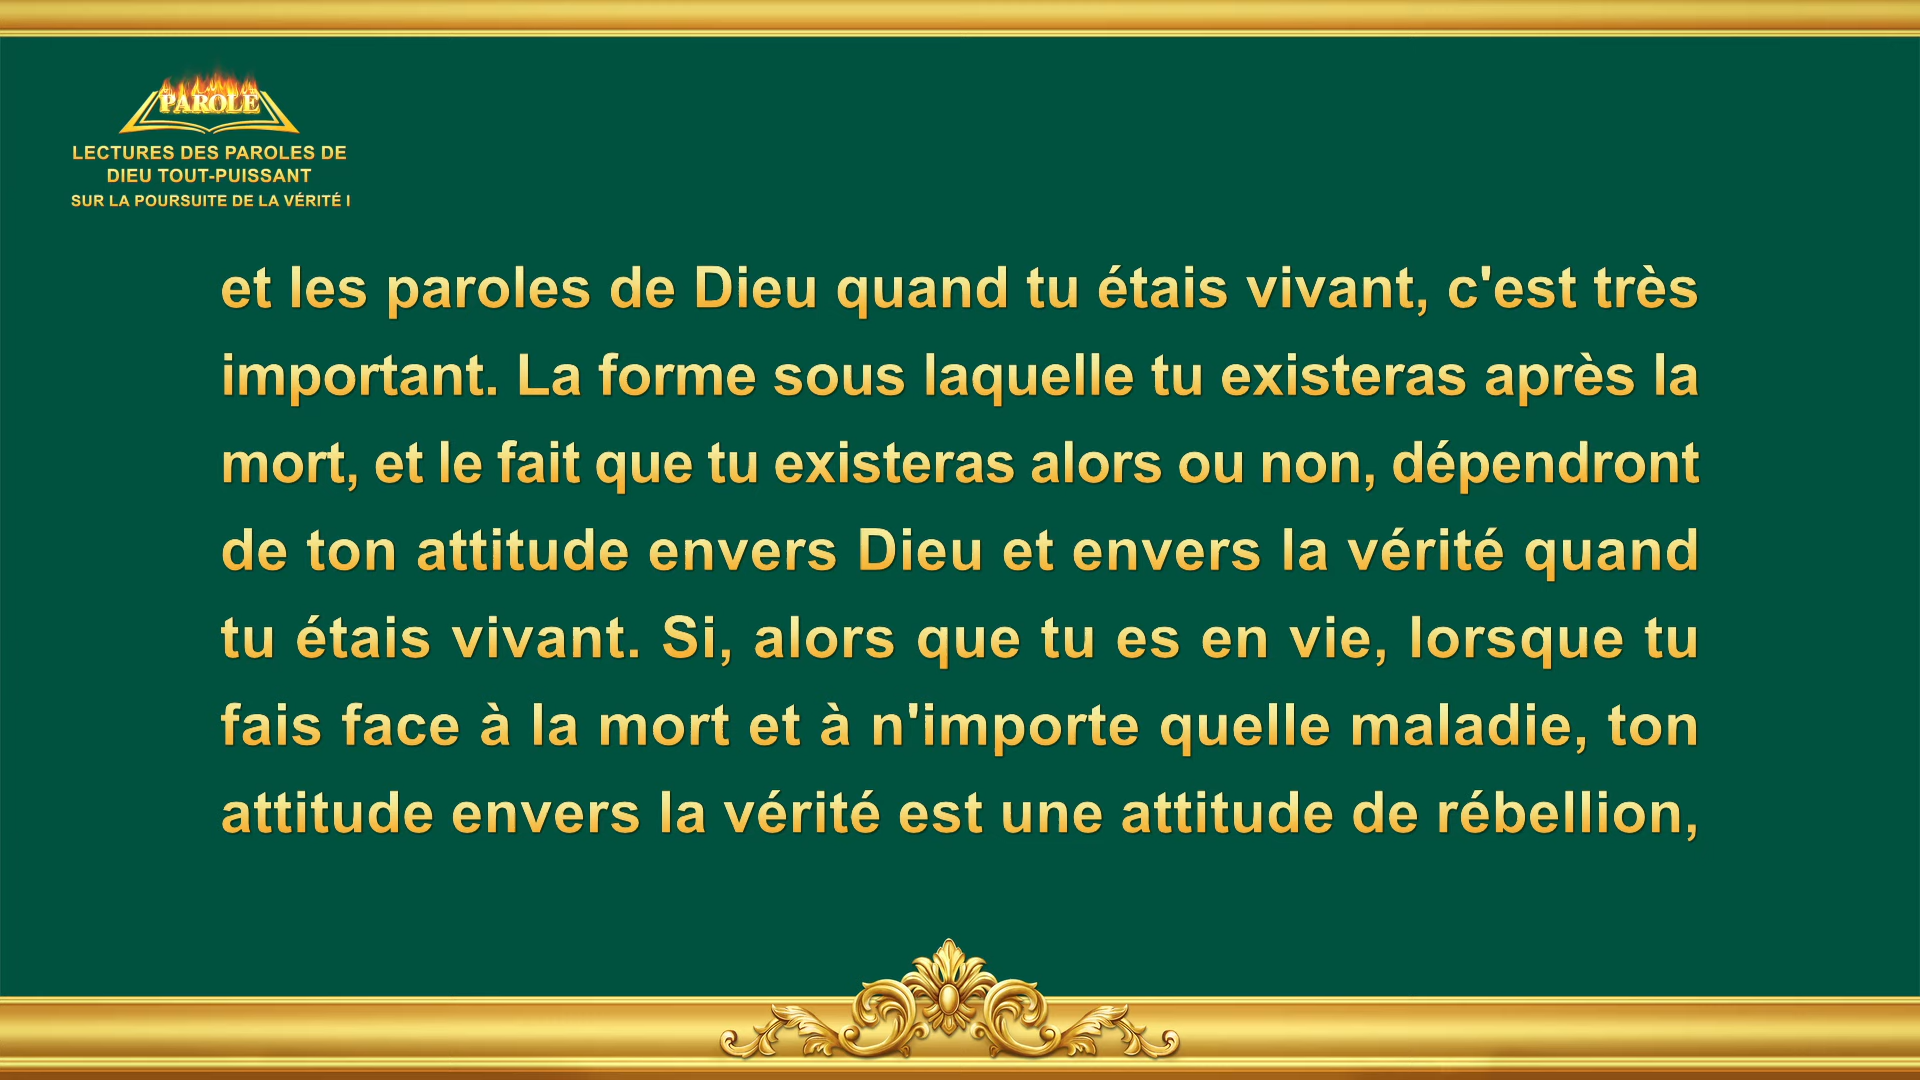 PAROLE
LECTURES DES PAROLES DE
DIEU TOUT-PUISSANT
SUR LA POURSUITE DE LA VÉRITÉ I
et les paroles de Dieu quand tu étais vivant, c'est très
important. La forme sous laquelle tu existeras après la
mort, et le fait que tu existeras alors ou non, dépendront
de ton attitude envers Dieu et envers la vérité quand
tu étais vivant. Si, alors que tu es en vie, lorsque tu
fais face à la mort et à n'importe quelle maladie, ton
attitude envers la vérité est une attitude de rébellion,